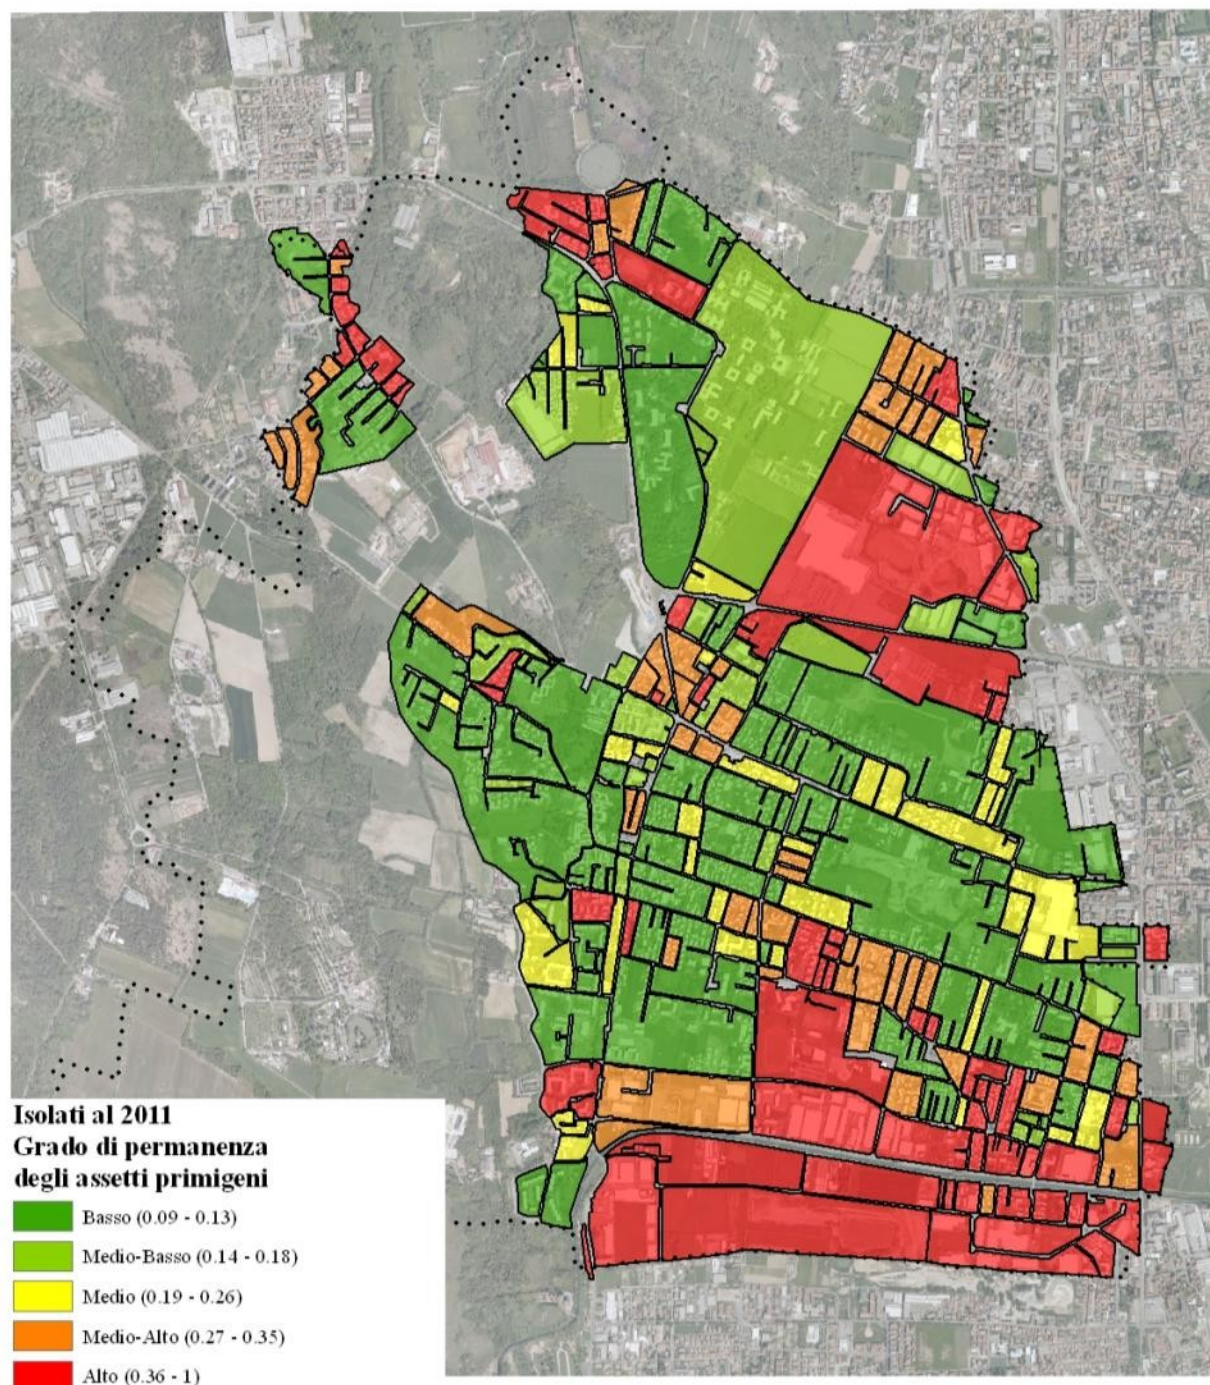 Isolati al 2011
Grado di permanenza
degli assetti primigeni
Basso (0.09 - 0.13)
Medio-Basso (0.14 - 0.18)
Medio (0.19 - 0.26)
Medio-Alto (0.27 - 0.35)
Alto (0.36 - 1)